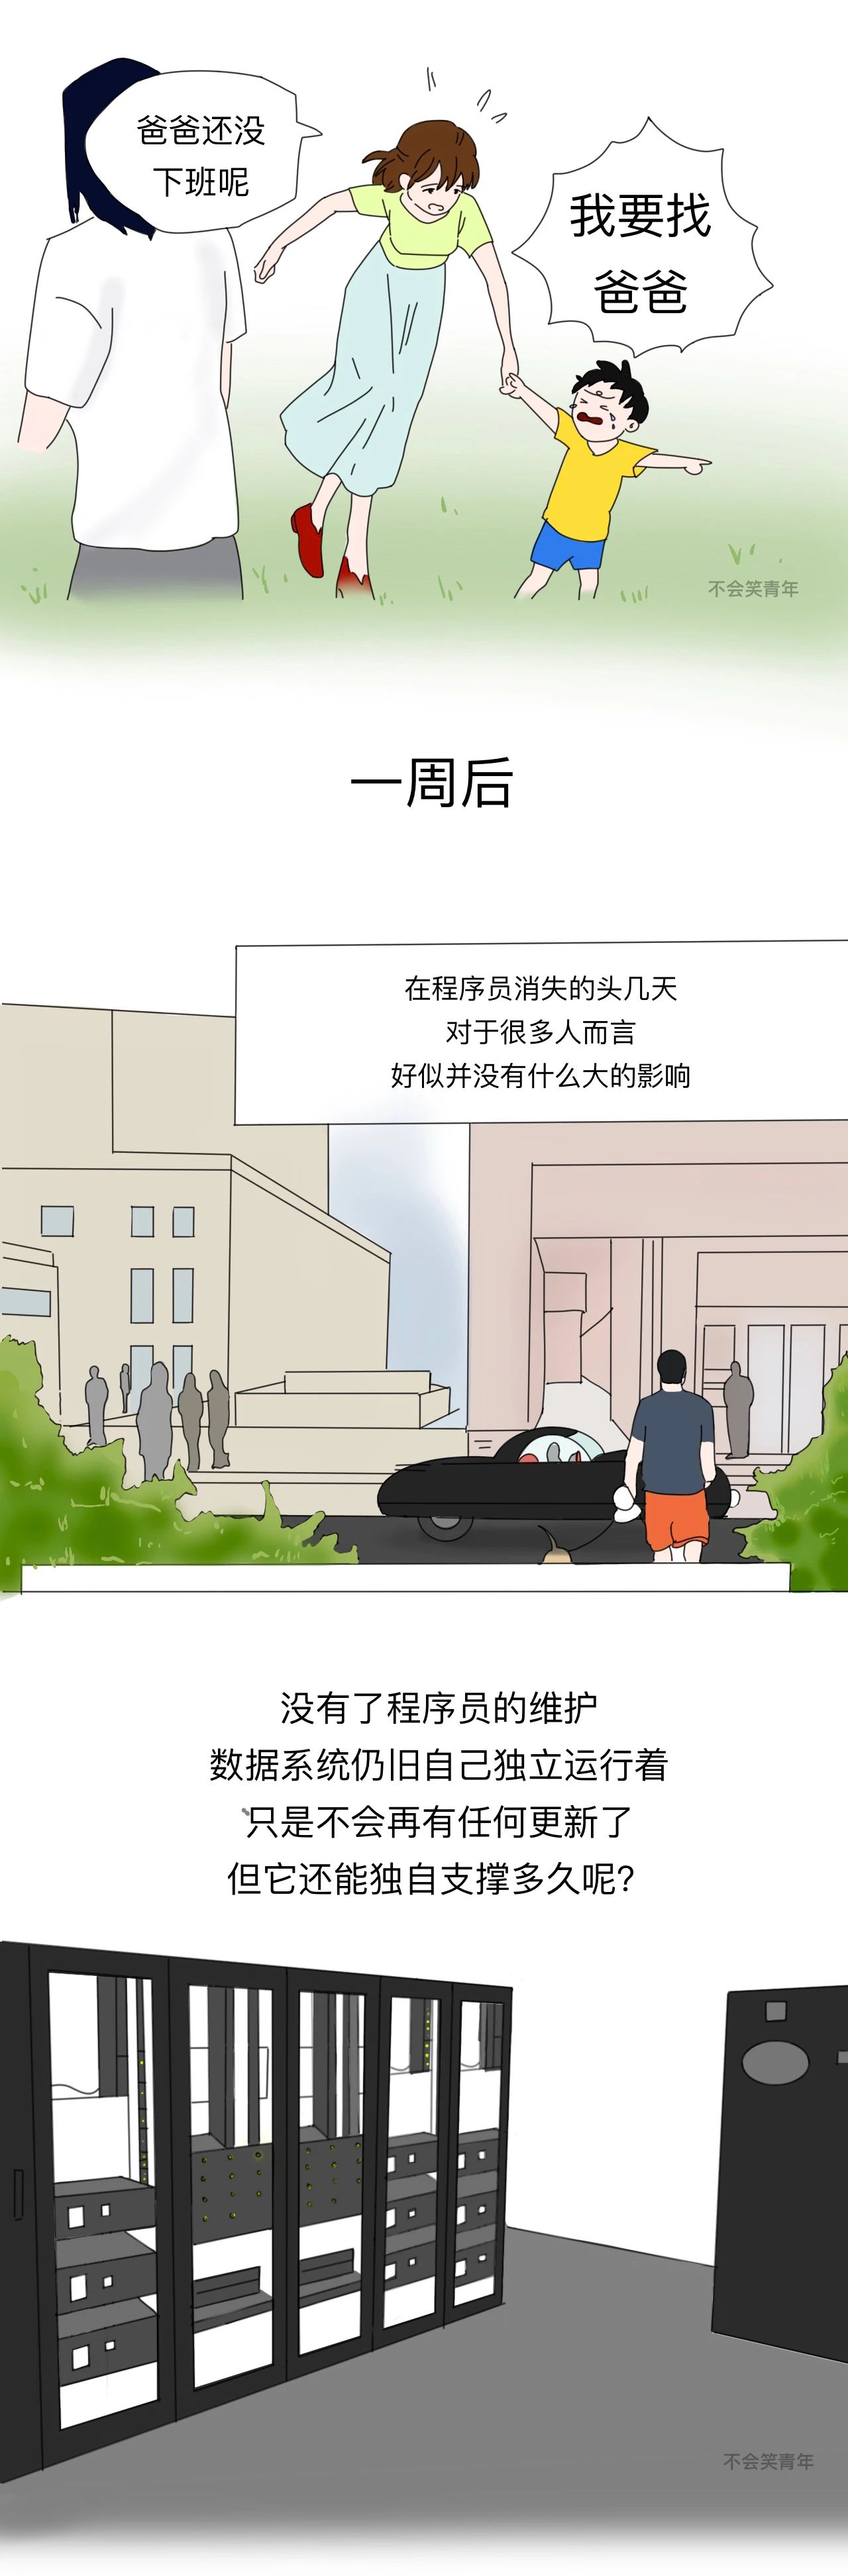 爸爸还没
下班呢
我要找
爸爸
不会笑青年
一周后
在程序员消失的头几天
对于很多人而言
好似并没有什么大的影响
没有了程序员的维护
数据系统仍旧自己独立运行着
只是不会再有任何更新了
但它还能独自支撑多久呢?
不会笑青年